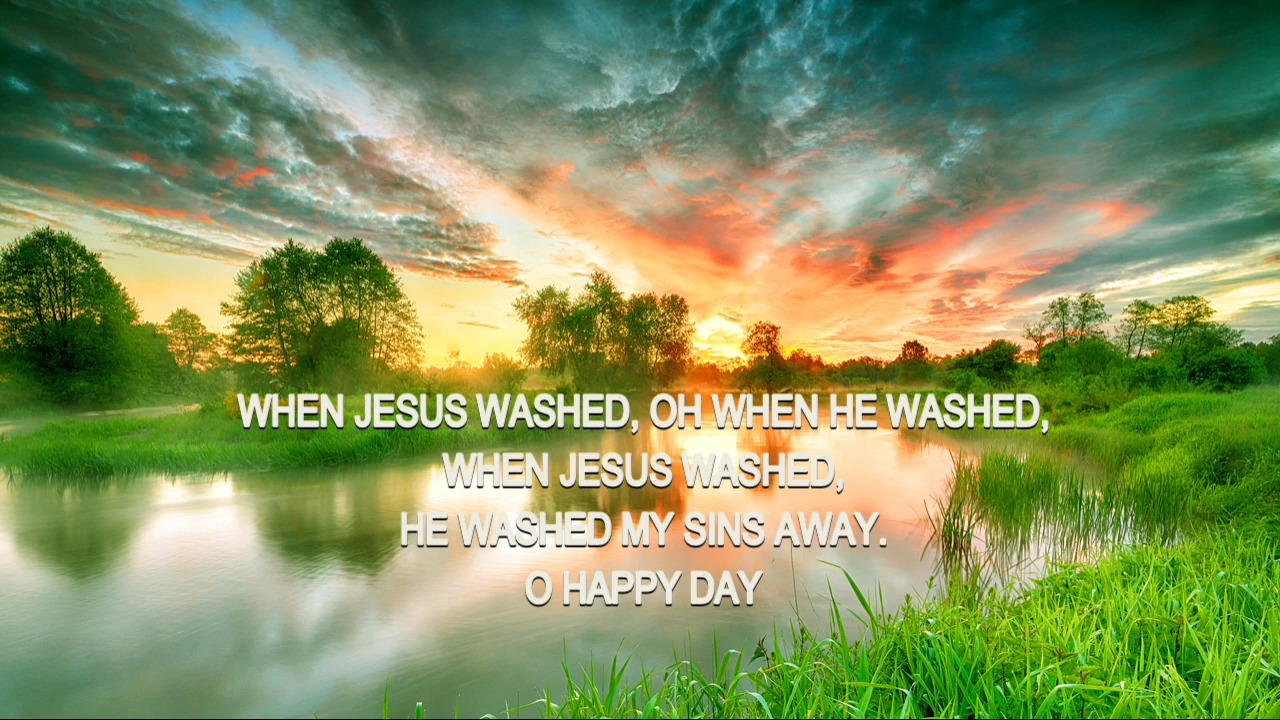 WHEN JESUS WASHED, OH WHEN HE WASHED,
WHEN JESUS WASHED,
HE WASHED MY SINS AWAY.
O HAPPY DAY